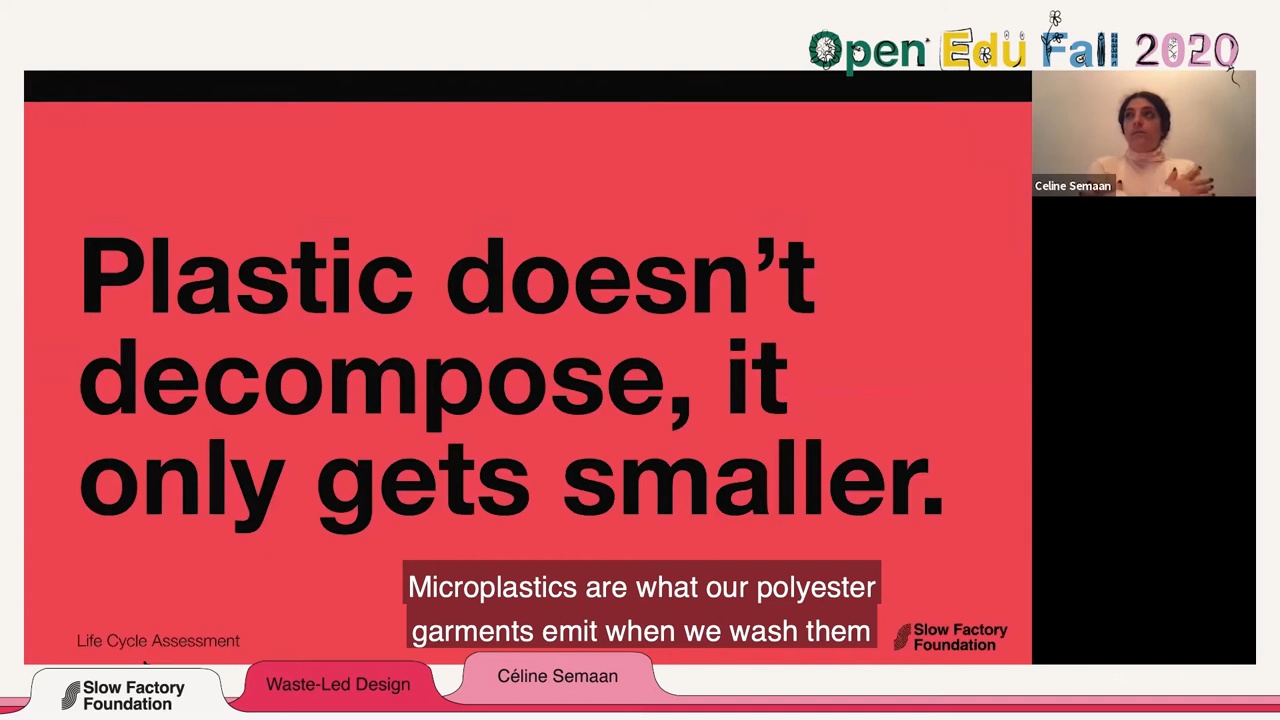 Open Edu Fall 2020
Celine Semaan
Plastic doesn’t
decompose, it
only gets smaller.
Microplastics are what our polyester
garments emit when we wash them
Life Cycle Assessment
Slow Factory
Foundation
Slow Factory
Foundation
Waste-Led Design
Céline Semaan